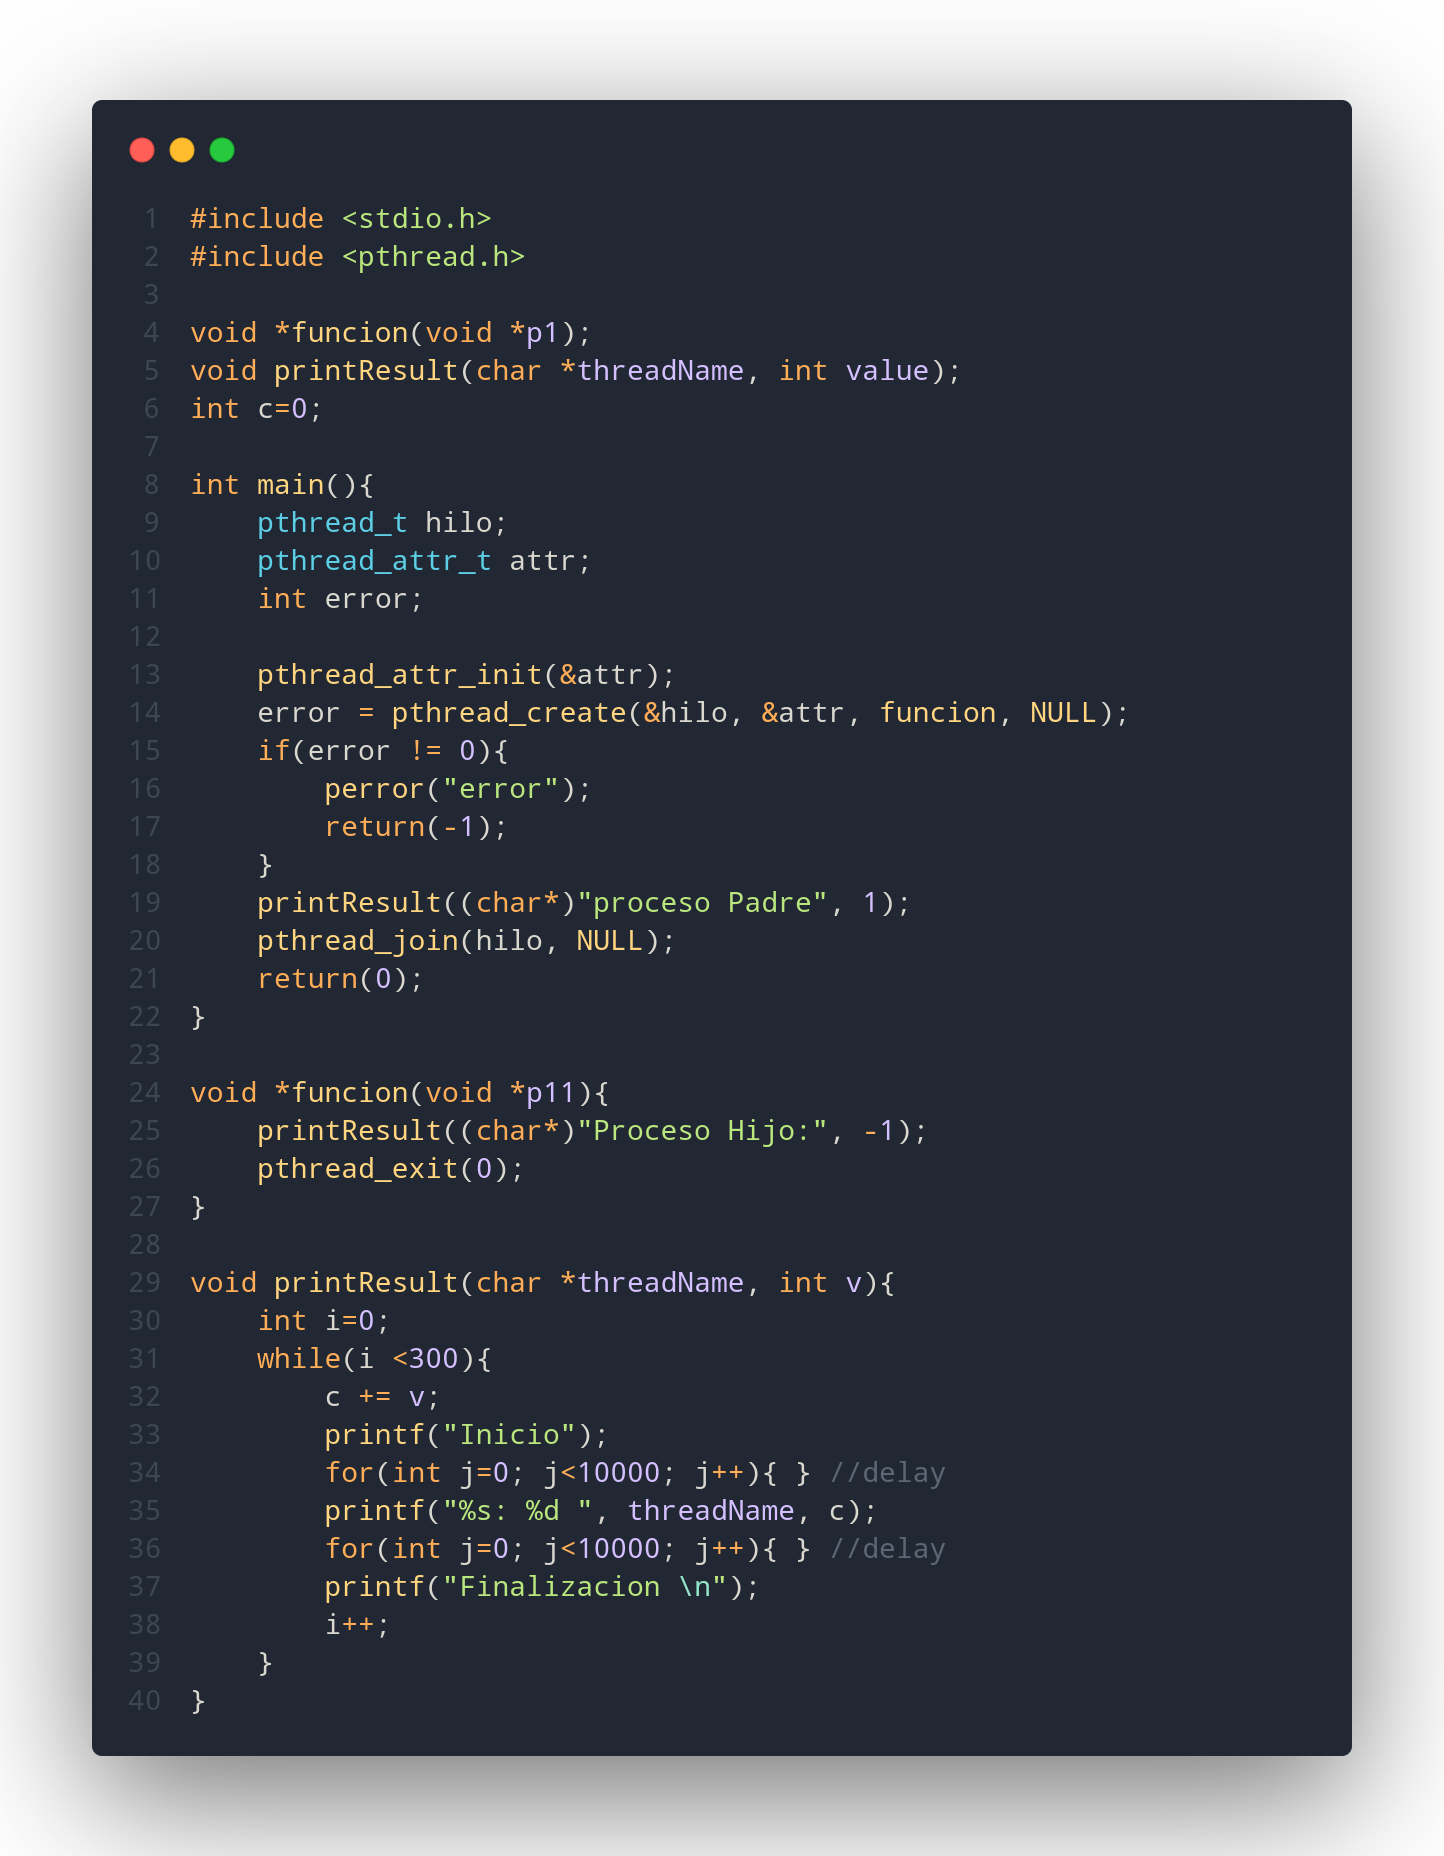 1 #include <stdio.h>
2 #include <pthread.h>
3
4 void *funcion(void *p1);
5 void printResult(char *threadName, int value);
6 int c=0;
7
8 int main(){
9     pthread_t hilo;
10     pthread_attr_t attr;
11     int error;
12
13     pthread_attr_init(&attr);
14     error = pthread_create(&hilo, &attr, funcion, NULL);
15     if(error != 0){
16         perror("error");
17         return(-1);
18     }
19     printResult((char*)"proceso Padre", 1);
20     pthread_join(hilo, NULL);
21     return(0);
22 }
23
24 void *funcion(void *p11){
25     printResult((char*)"Proceso Hijo:", -1);
26     pthread_exit(0);
27 }
28
29 void printResult(char *threadName, int v){
30     int i=0;
31     while(i <300){
32         c += v;
33         printf("Inicio");
34         for(int j=0; j<10000; j++){ } //delay
35         printf("%s: %d ", threadName, c);
36         for(int j=0; j<10000; j++){ } //delay
37         printf("Finalizacion \n");
38         i++;
39     }
40 }